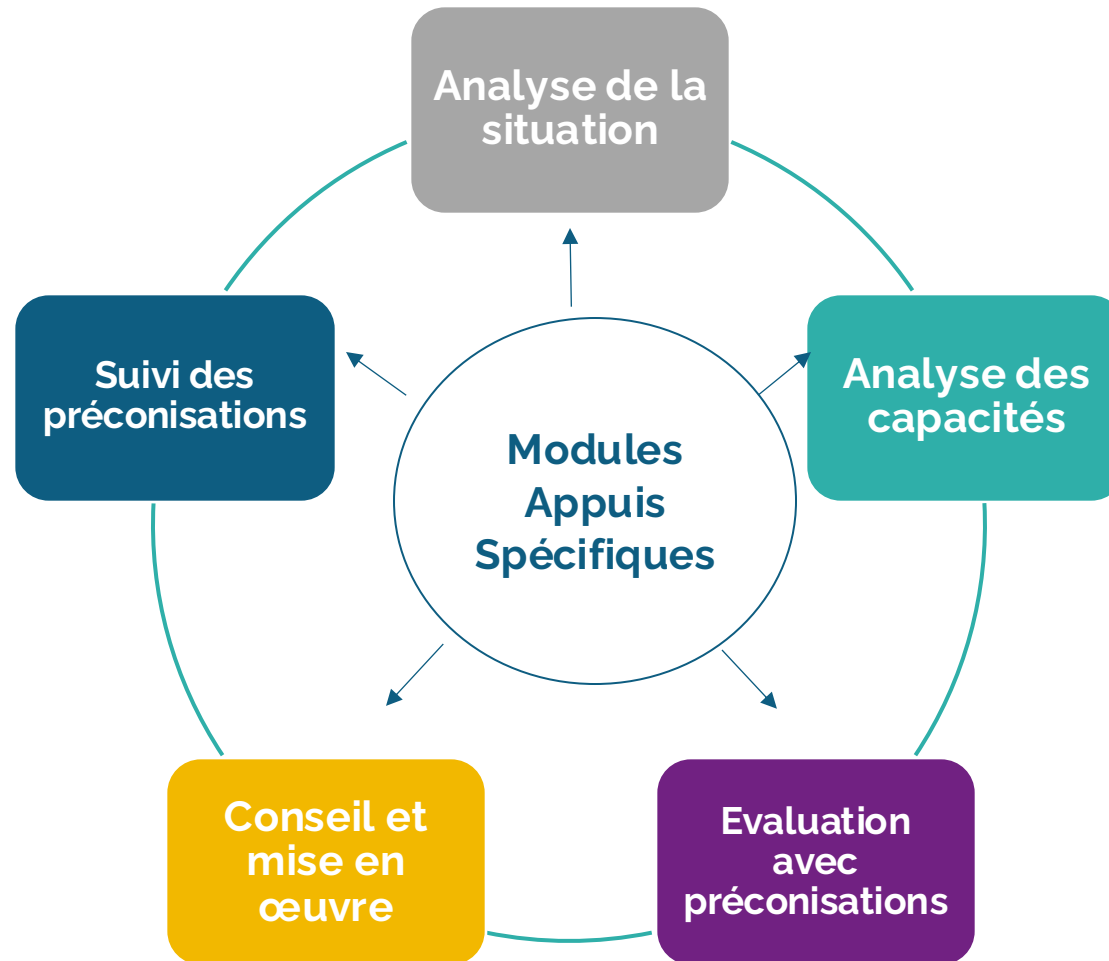 Analyse de la
situation
Suivi des
préconisations
Analyse des
capacités
Modules
Appuis
Spécifiques
Conseil et
mise en
œuvre
Evaluation
avec
préconisations